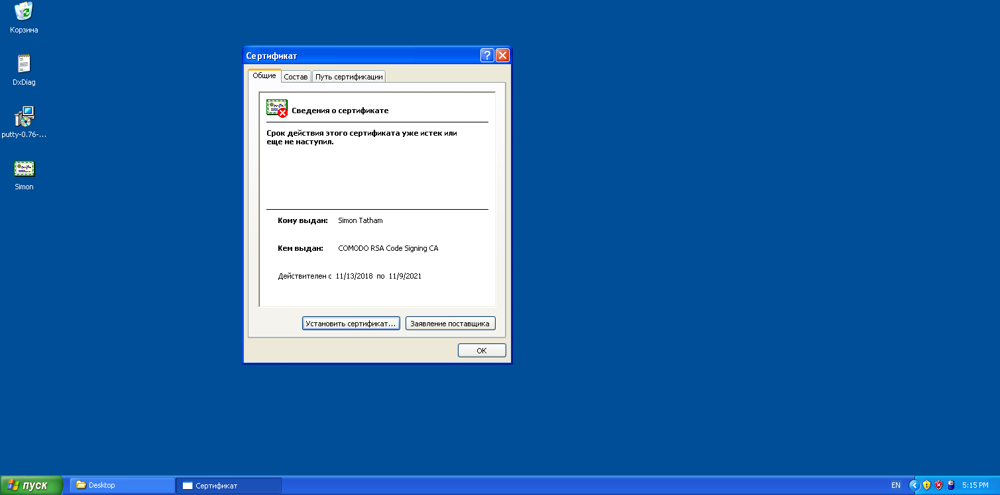 Корзина
DxDiag
putty-0.76-...
Simon
Сертификат
Общие
Состав
Путь сертификации
Сведения о сертификате
Срок действия этого сертификата уже истек или
еще не наступил.
Кому выдан: Simon Tatham
Кем выдан: COMODO RSA Code Signing CA
Действителен с 11/13/2018 по 11/9/2021
Установить сертификат...
Заявление поставщика
OK
пуск
Desktop
Сертификат
EN
5:15 PM